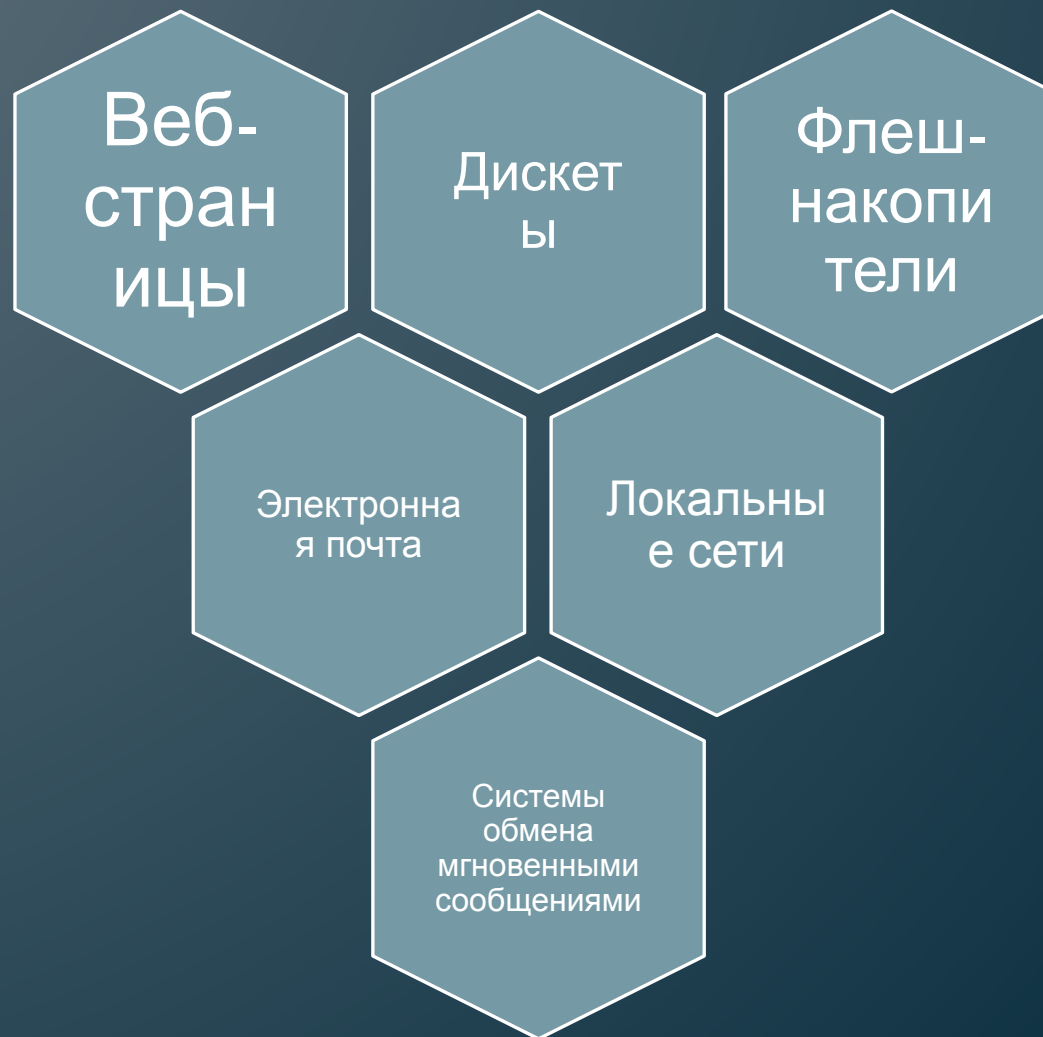 Веб-
стран
ицы
Дискет
ы
Флеш-
накопи
тели
Электронна
я почта
Локальны
е сети
Системы
обмена
мгновенными
сообщениями